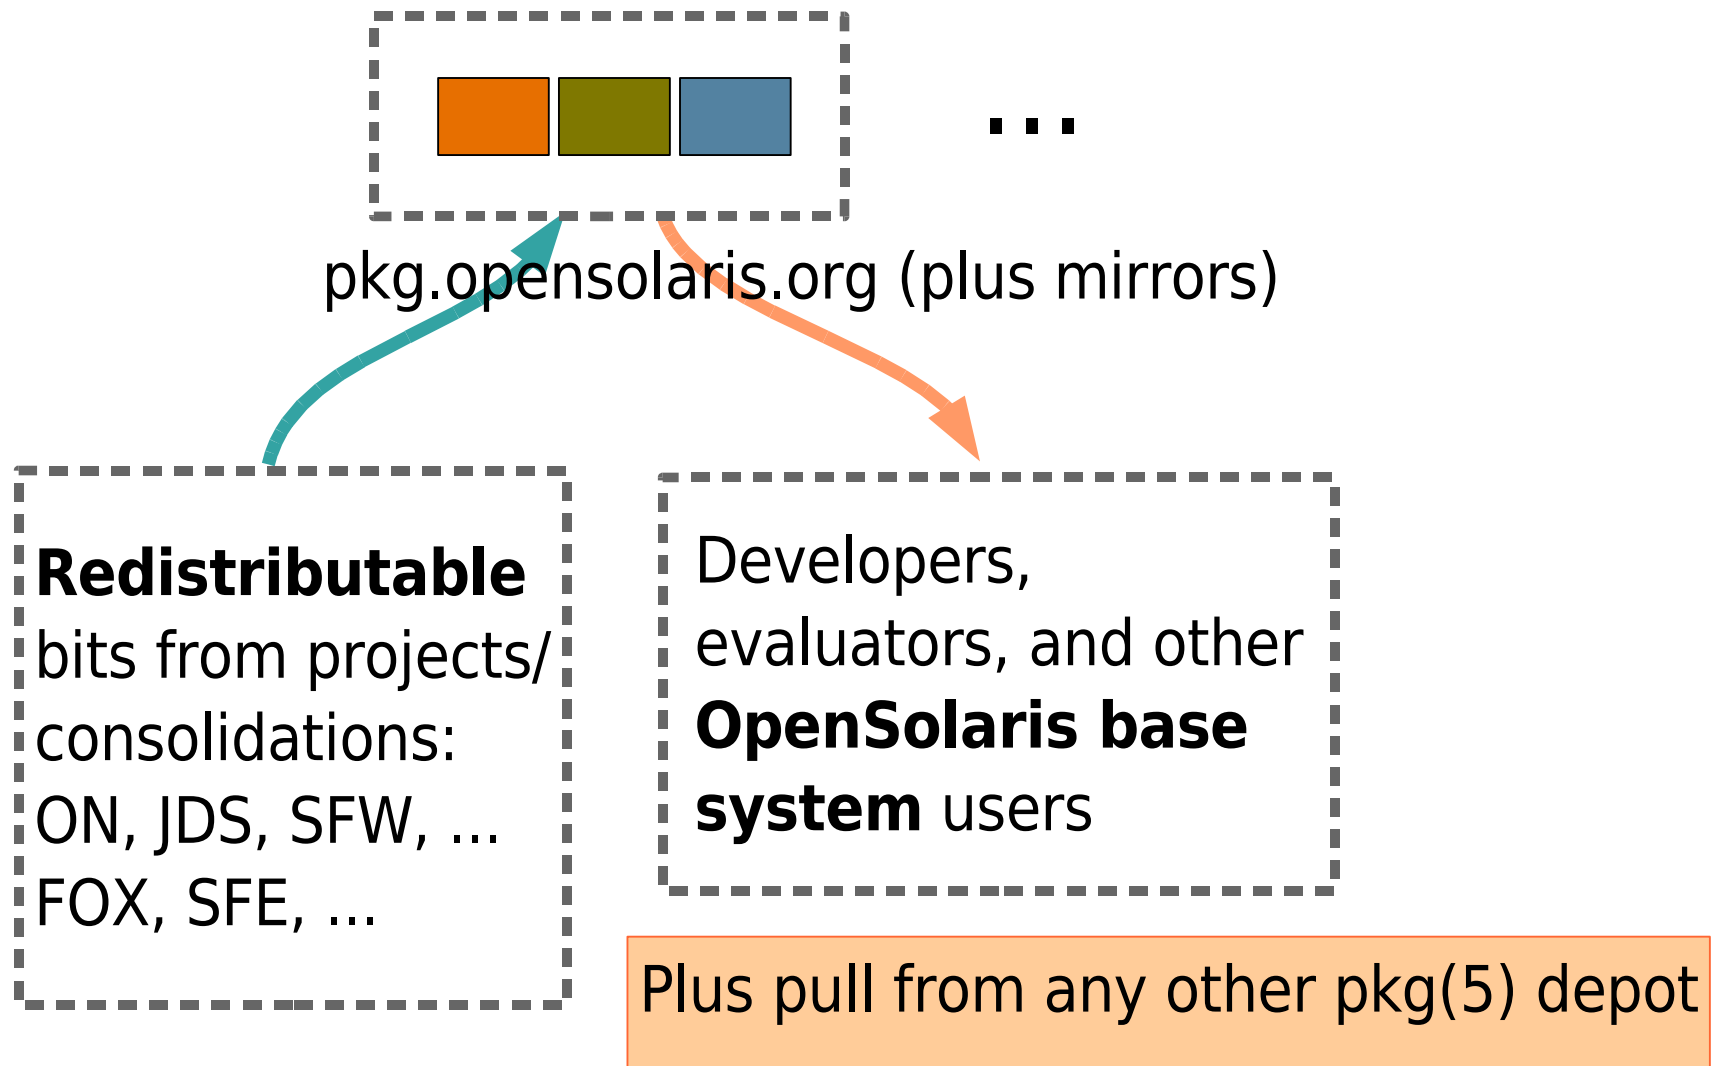 ...
pkg.opensolaris.org (plus mirrors)
Redistributable
bits from projects/
consolidations:
ON, JDS, SFW, ...
FOX, SFE, ...
Developers,
evaluators, and other
OpenSolaris base
system users
Plus pull from any other pkg(5) depot